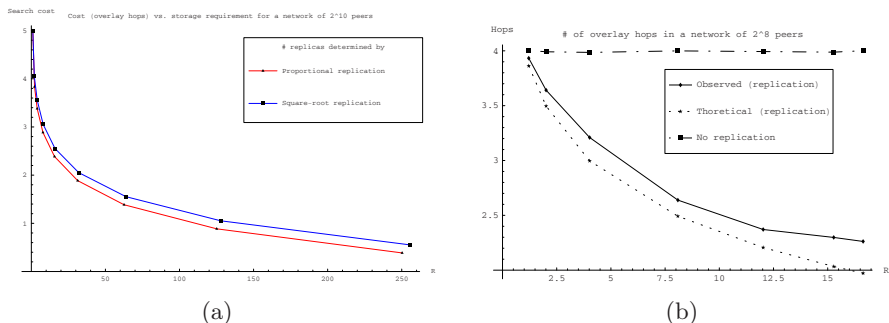 Search cost
Cost (overlay hops) vs. storage requirement for a network of 2^10 peers
5
4
3
2
1
# replicas determined by
Proportional replication
Square-root replication
50
100
150
200
250
R
(a)
Hops
# of overlay hops in a network of 2^8 peers
4
3.5
3
2.5
Observed (replication)
Thoretical (replication)
No replication
2.5
5
7.5
10
12.5
15
R
(b)